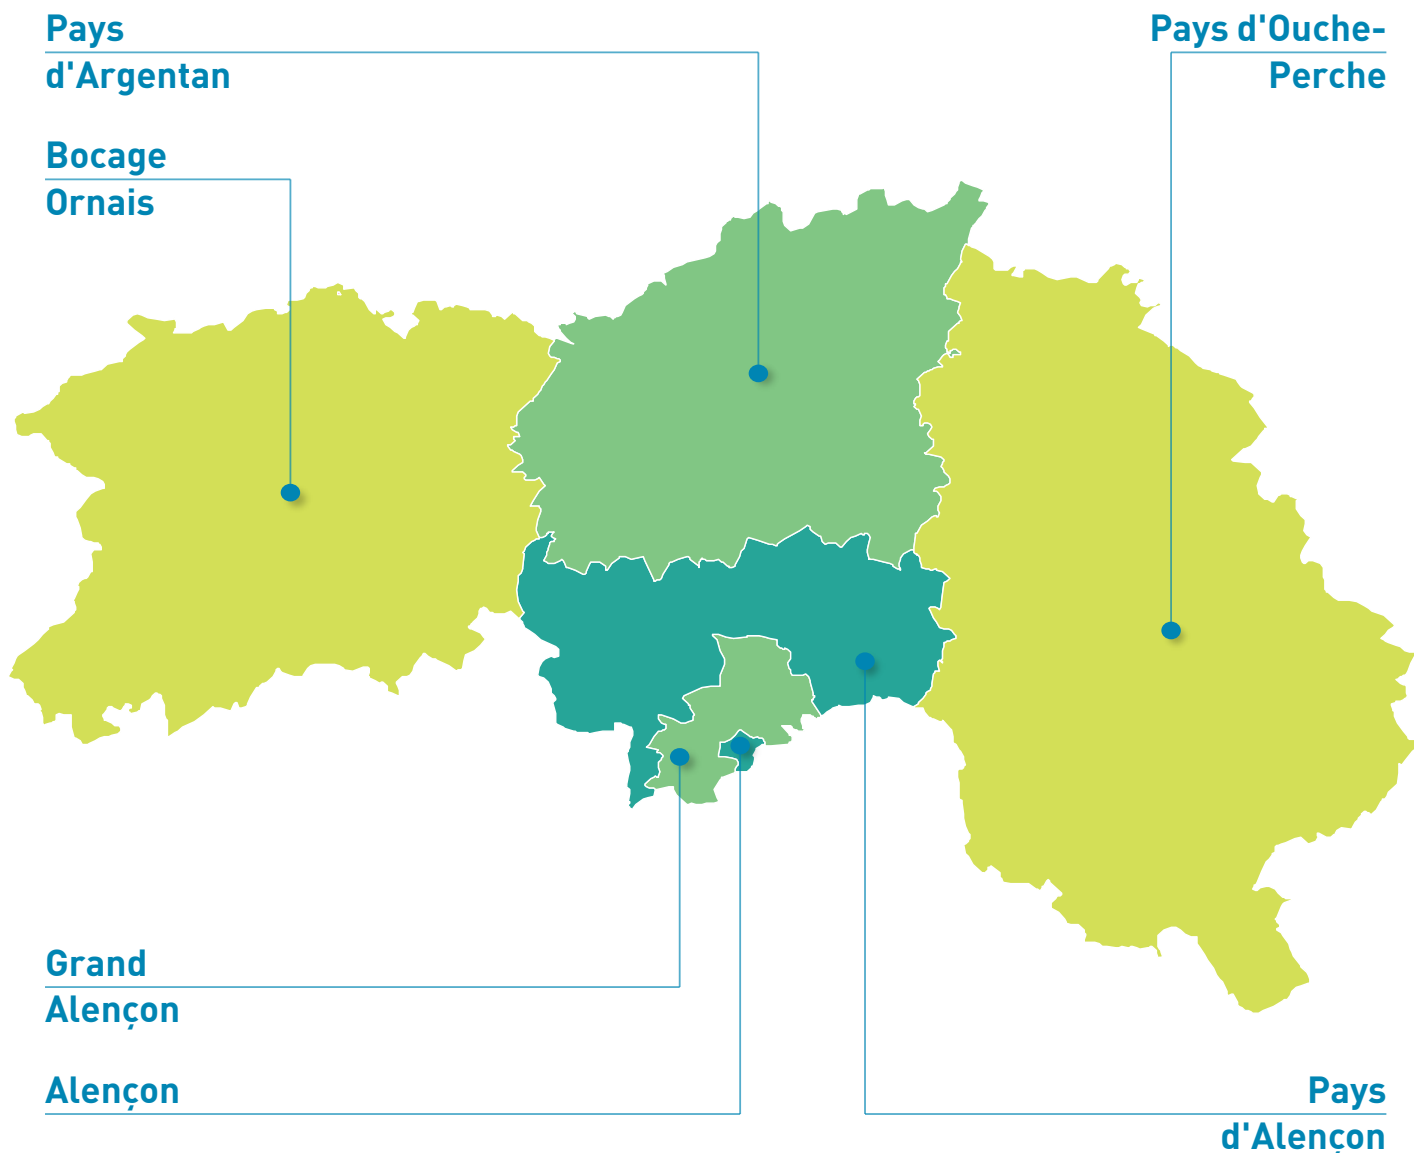 Pays
d'Argentan
Pays d'Ouche-
Perche
Bocage
Ornais
Grand
Alençon
Alençon
Pays
d'Alençon